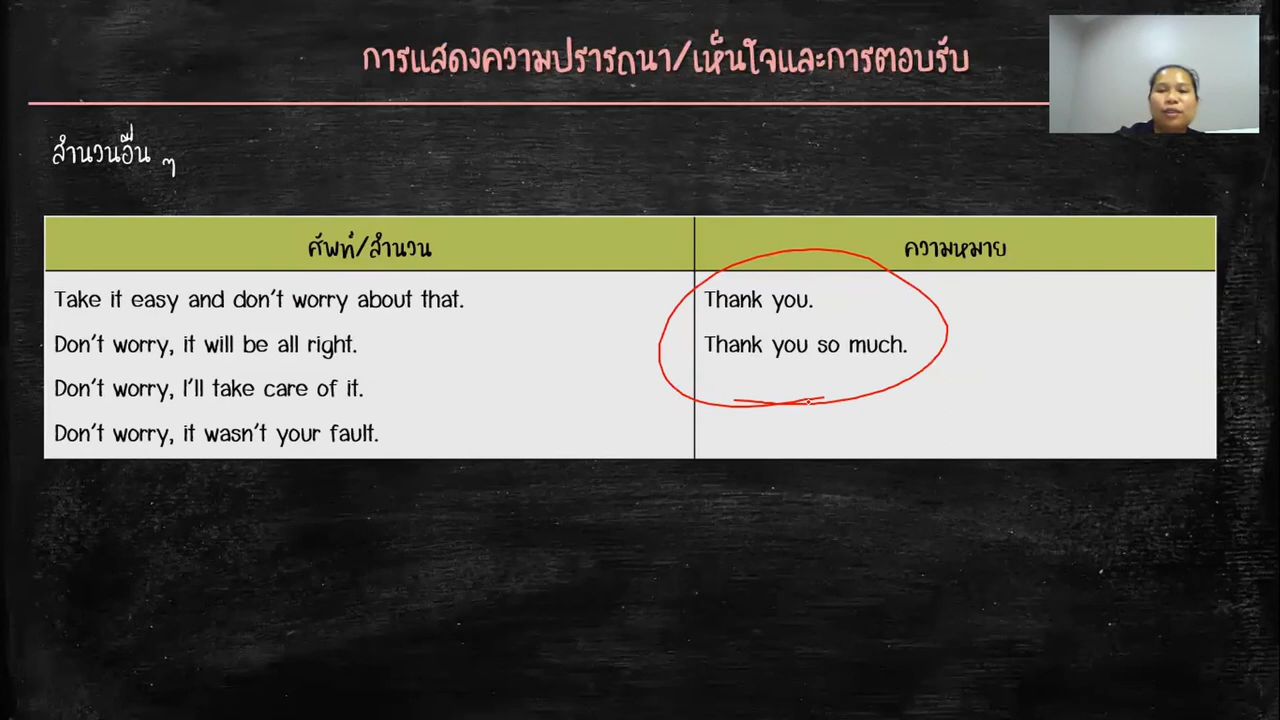 การแสดงความปรารถนา/เห็นใจและการตอบรับ
สำนวนอื่น ๆ
ศัพท์/สำนวน
ความหมาย
Take it easy and don't worry about that.
Thank you.
Don't worry, it will be all right.
Thank you so much.
Don't worry, I'll take care of it.
Don't worry, it wasn't your fault.